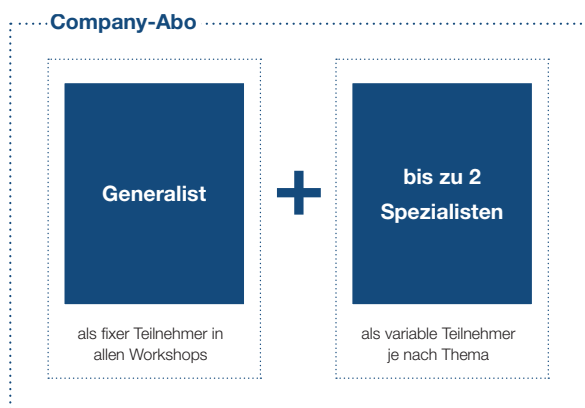 Company-Abo
Generalist
+
bis zu 2
Spezialisten
als fixer Teilnehmer in
allen Workshops
als variable Teilnehmer
je nach Thema